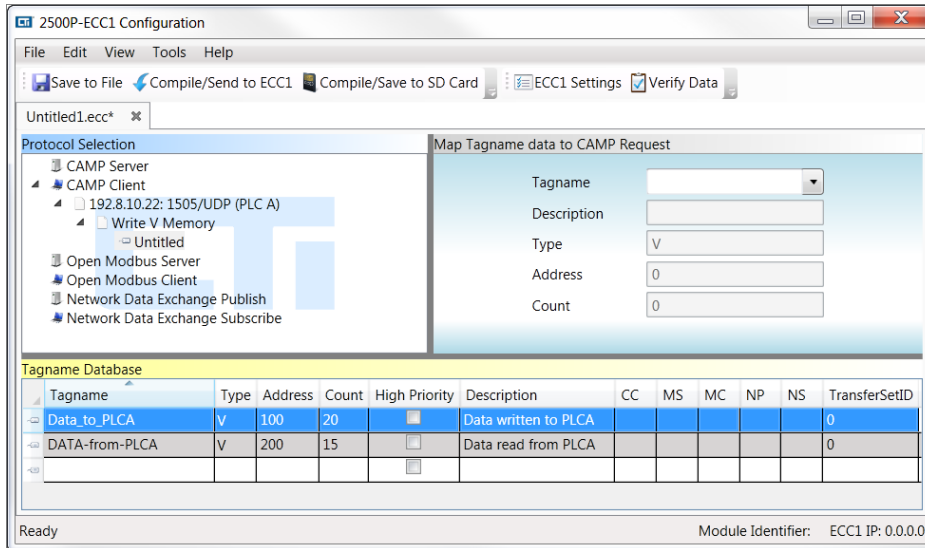 CTi 2500P-ECC1 Configuration
File Edit View Tools Help
Save to File Compile/Send to ECC1 Compile/Save to SD Card ECC1 Settings Verify Data
Untitled1.ecc*
Protocol Selection
CAMP Server
CAMP Client
192.8.10.22: 1505/UDP (PLC A)
Write V Memory
Untitled
Open Modbus Server
Open Modbus Client
Network Data Exchange Publish
Network Data Exchange Subscribe
CTi
Map Tagname data to CAMP Request
Tagname
Description
Type V
Address 0
Count 0
Tagname Database
Tagname Type Address Count High Priority Description CC MS MC NP NS TransferSetID
Data_to_PLCA V 100 20 Data written to PLCA 0
DATA-from-PLCA V 200 15 Data read from PLCA 0
Ready Module Identifier: ECC1 IP: 0.0.0.0